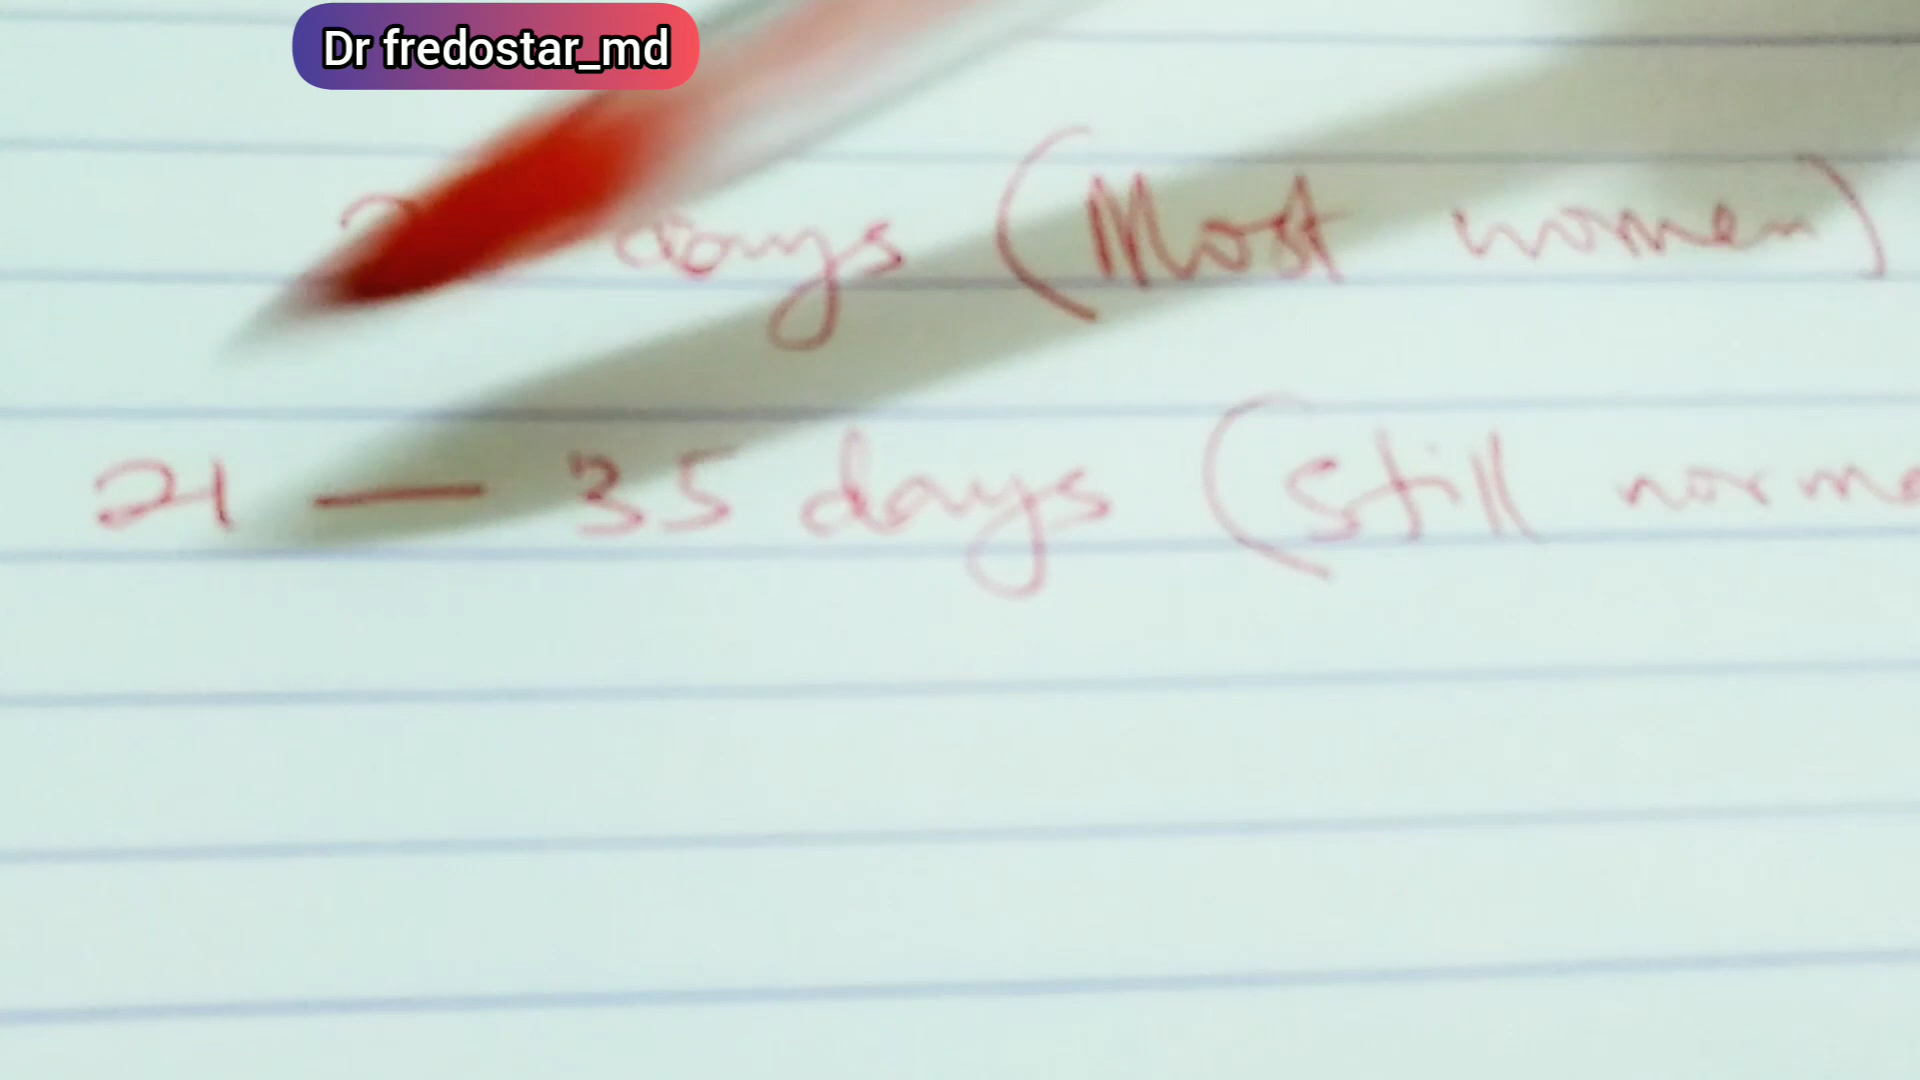 Dr fredostar_md
days (Most women)
21 — 35 days (still